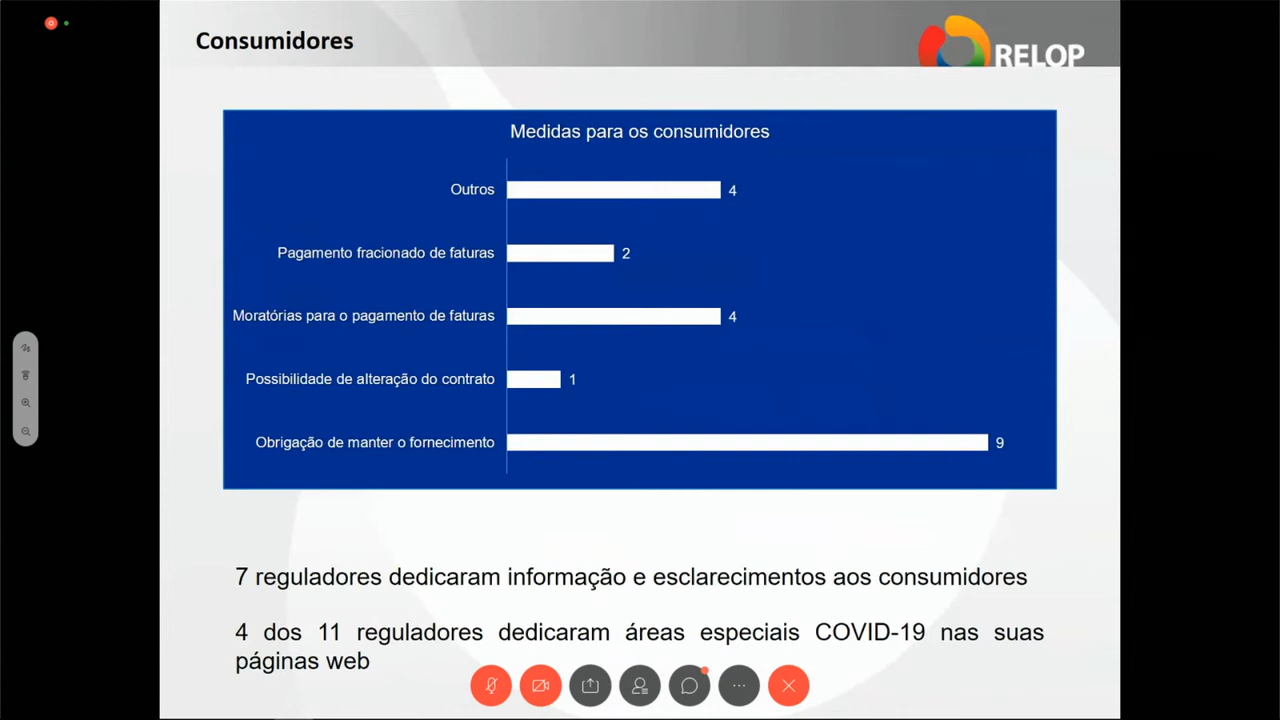 Consumidores
RELOP
Medidas para os consumidores
Outros
4
Pagamento fracionado de faturas
2
Moratórias para o pagamento de faturas
4
Possibilidade de alteração do contrato
1
Obrigação de manter o fornecimento
9
7 reguladores dedicaram informação e esclarecimentos aos consumidores
4 dos 11 reguladores dedicaram áreas especiais COVID-19 nas suas
páginas web